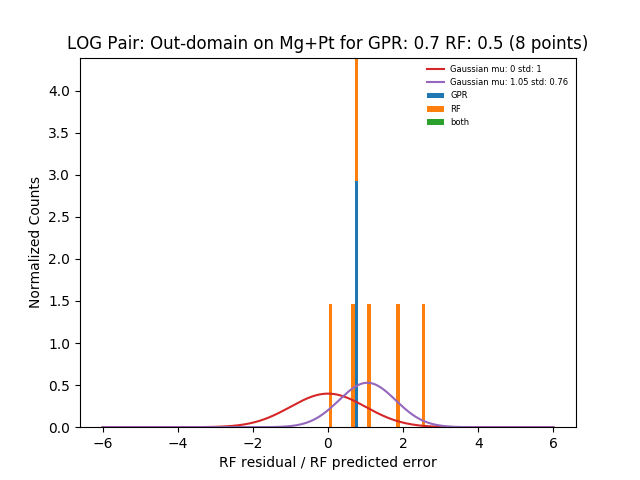 LOG Pair: Out-domain on Mg+Pt for GPR: 0.7 RF: 0.5 (8 points)
Gaussian mu: 0 std: 1
Gaussian mu: 1.05 std: 0.76
GPR
RF
both
4.0
3.5
3.0
2.5
2.0
1.5
1.0
0.5
0.0
Normalized Counts
−6
−4
−2
0
2
4
6
RF residual / RF predicted error